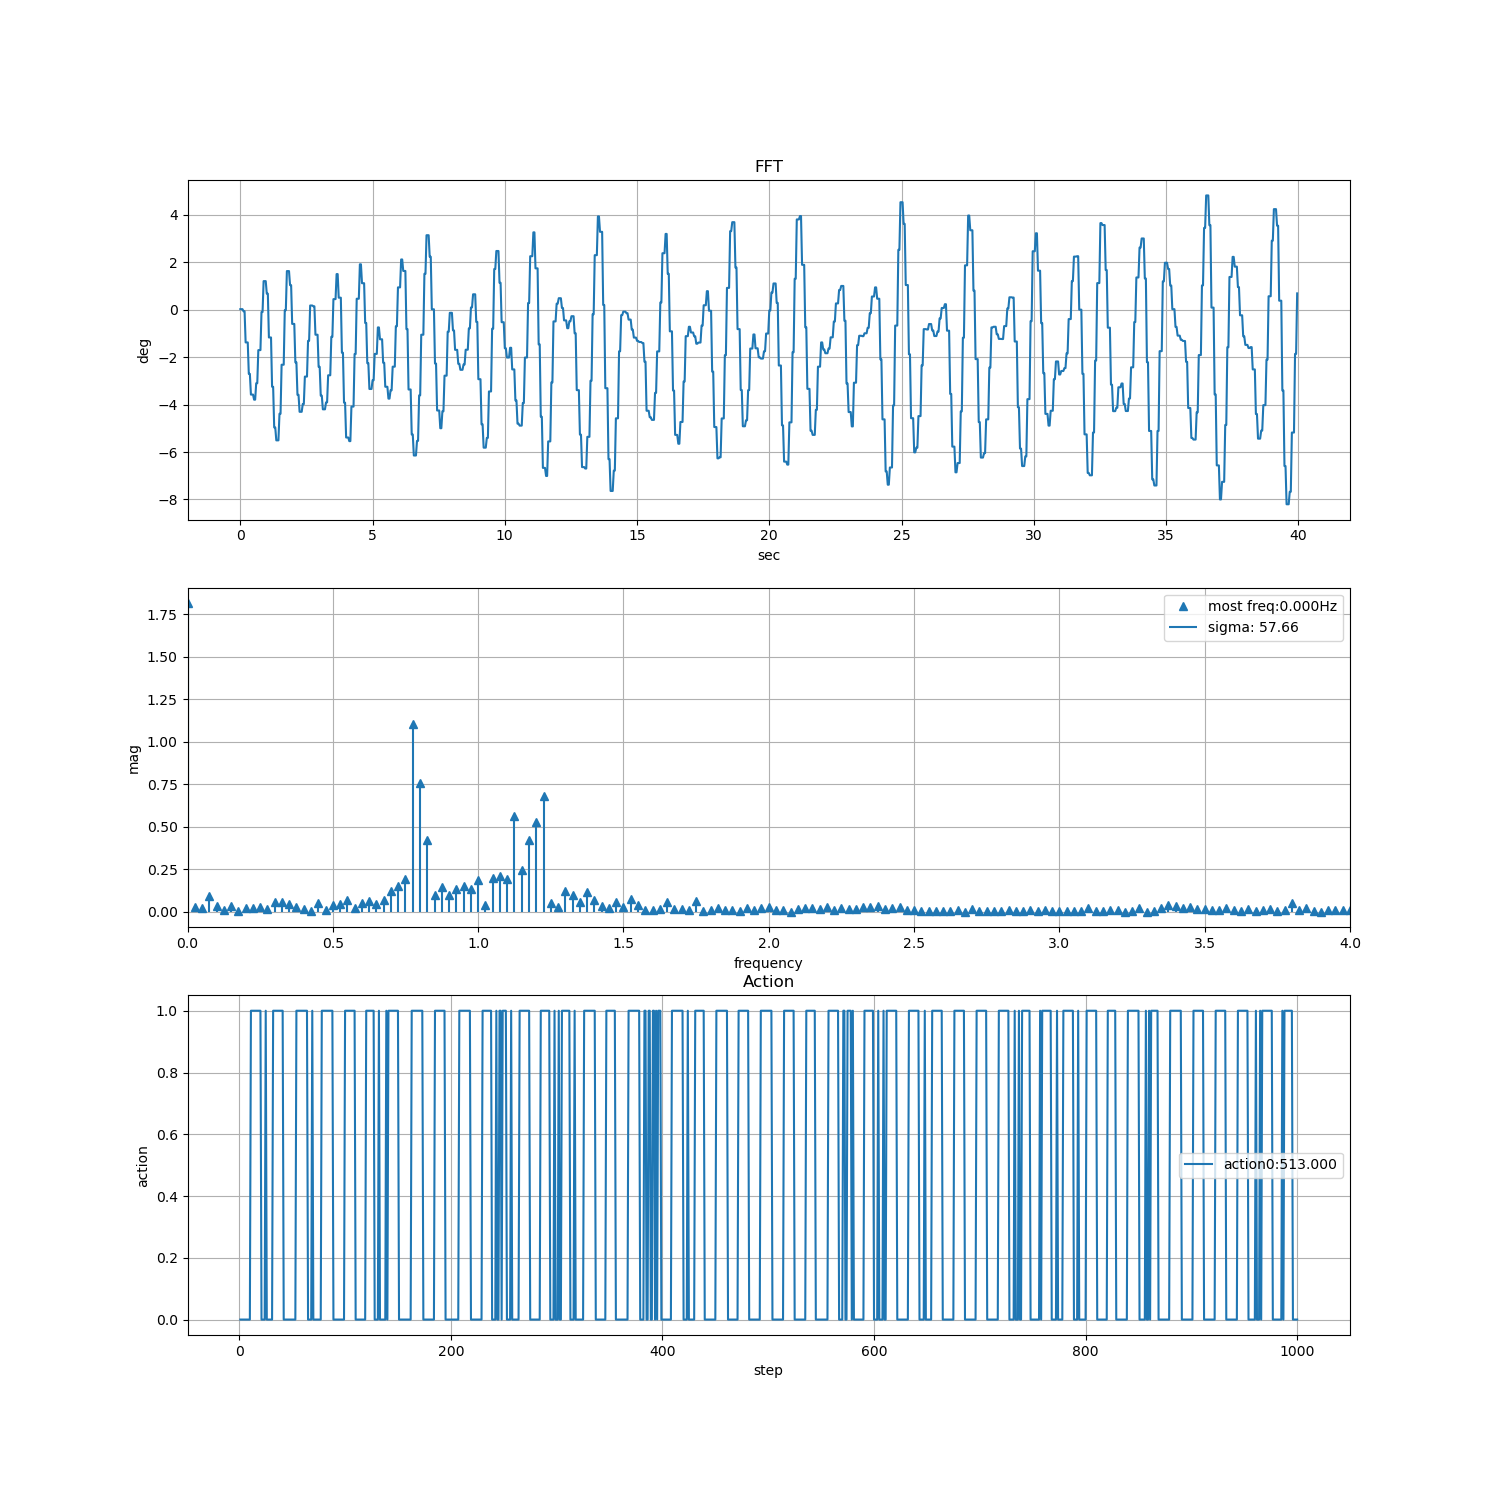 FFT
4
2
0
−2
−4
−6
−8
deg
0 5 10 15 20 25 30 35 40
sec
most freq:0.000Hz
sigma: 57.66
1.75
1.50
1.25
1.00
0.75
0.50
0.25
0.00
mag
0.0 0.5 1.0 1.5 2.0 2.5 3.0 3.5 4.0
frequency
Action
1.0
0.8
0.6
0.4
0.2
0.0
action
action0:513.000
0 200 400 600 800 1000
step